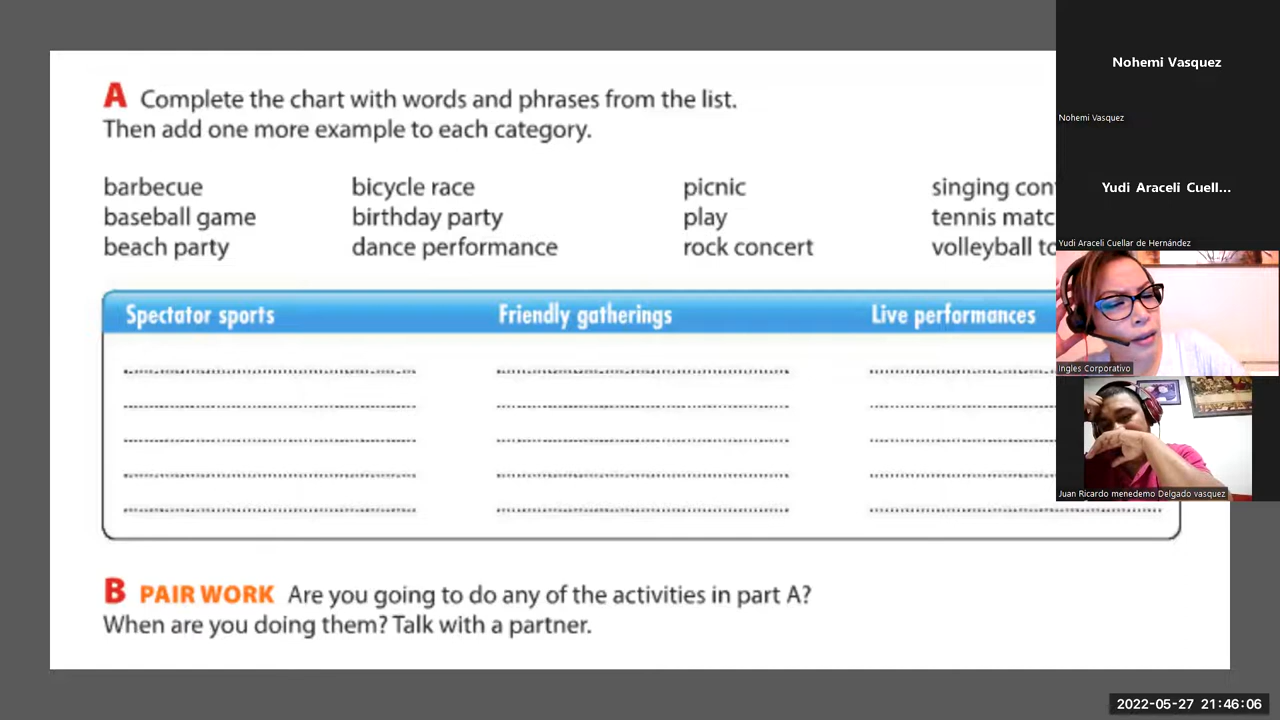 A Complete the chart with words and phrases from the list.
Then add one more example to each category.
barbecue bicycle race picnic singing
baseball game birthday party play tennis
beach party dance performance rock concert volleyball
Spectator sports Friendly gatherings Live performances
B PAIR WORK Are you going to do any of the activities in part A?
When are you doing them? Talk with a partner.
Nohemi Vasquez
Nohemi Vasquez
Yudi Araceli Cuell...
Yudi Araceli Cuellar de Hernández
Ingles Corporativo
Juan Ricardo menedemo Delgado vasquez
2022-05-27 21:46:06